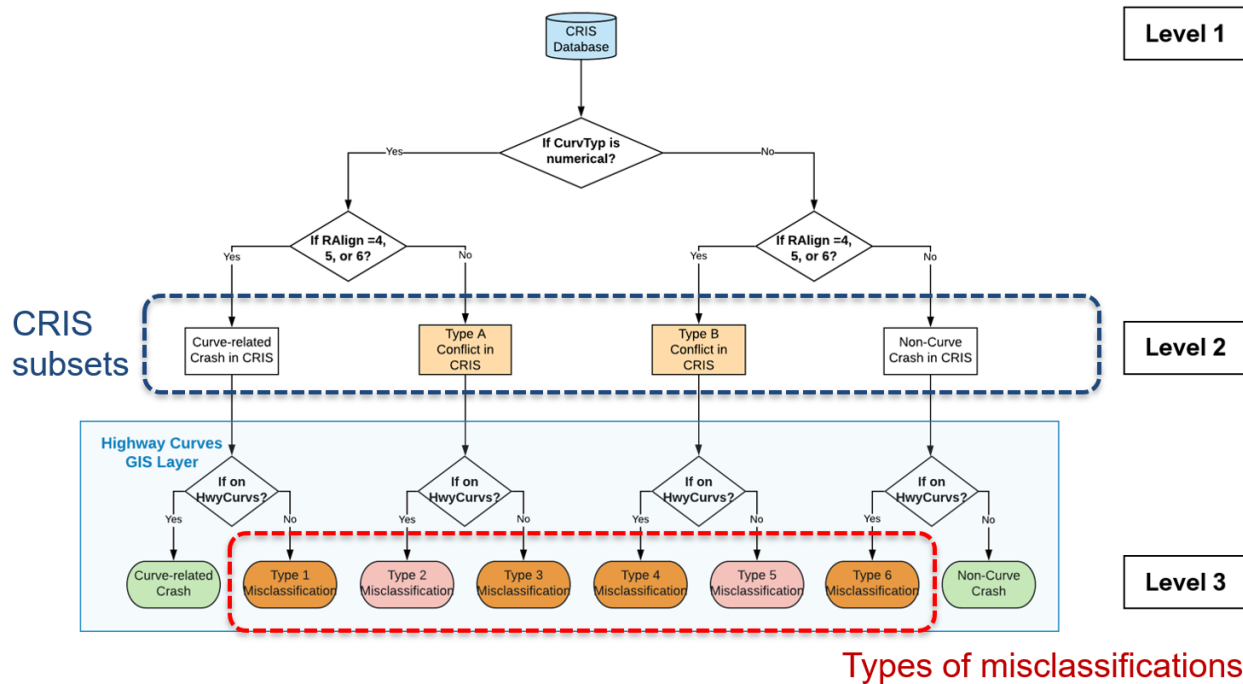 CRIS
Database
Level 1
If CurvTyp is
numerical?
Yes
No
If RAlign =4,
5, or 6?
If RAlign =4,
5, or 6?
Yes
No
Yes
No
CRIS
subsets
Curve-related
Crash in CRIS
Type A
Conflict in
CRIS
Type B
Conflict in
CRIS
Non-Curve
Crash in CRIS
Level 2
Highway Curves
GIS Layer
If on
HwyCurvs?
If on
HwyCurvs?
If on
HwyCurvs?
If on
HwyCurvs?
Yes
No
Yes
No
Yes
No
Yes
No
Curve-related
Crash
Type 1
Misclassification
Type 2
Misclassification
Type 3
Misclassification
Type 4
Misclassification
Type 5
Misclassification
Type 6
Misclassification
Non-Curve
Crash
Level 3
Types of misclassifications